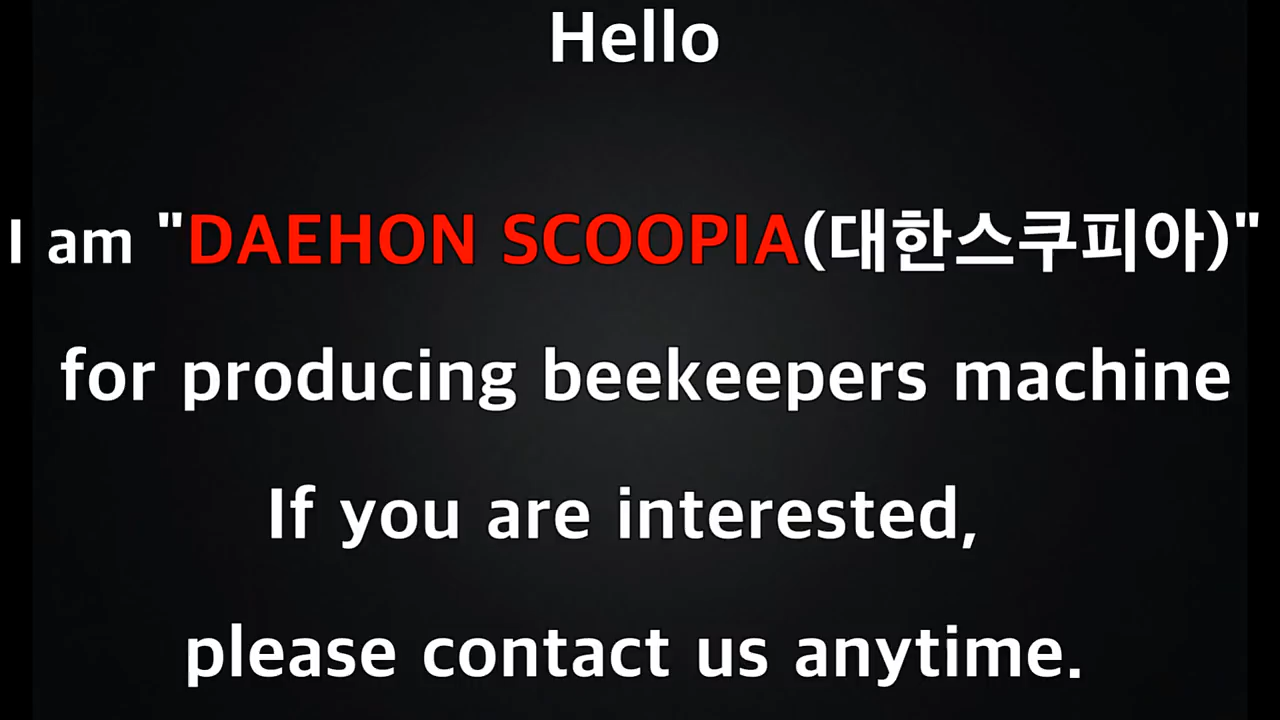 Hello
I am "DAEHON SCOOPIA(대한스쿠피아)"
for producing beekeepers machine
If you are interested,
please contact us anytime.